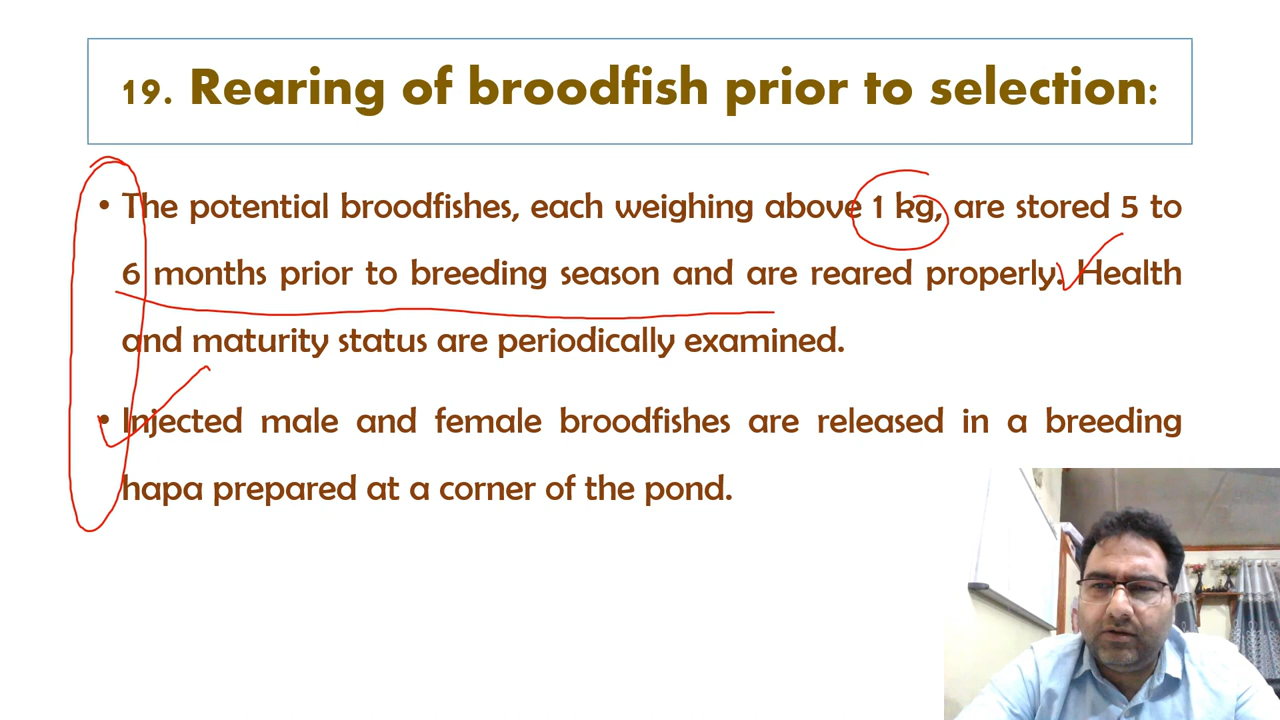 19. Rearing of broodfish prior to selection:
• The potential broodfishes, each weighing above 1 kg, are stored 5 to
6 months prior to breeding season and are reared properly. Health
and maturity status are periodically examined.
• Injected male and female broodfishes are released in a breeding
hapa prepared at a corner of the pond.